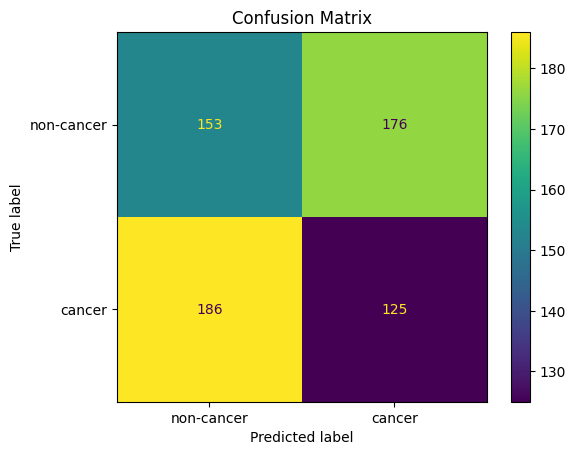 Confusion Matrix
True label
non-cancer
153
176
cancer
186
125
non-cancer
cancer
Predicted label
180
170
160
150
140
130